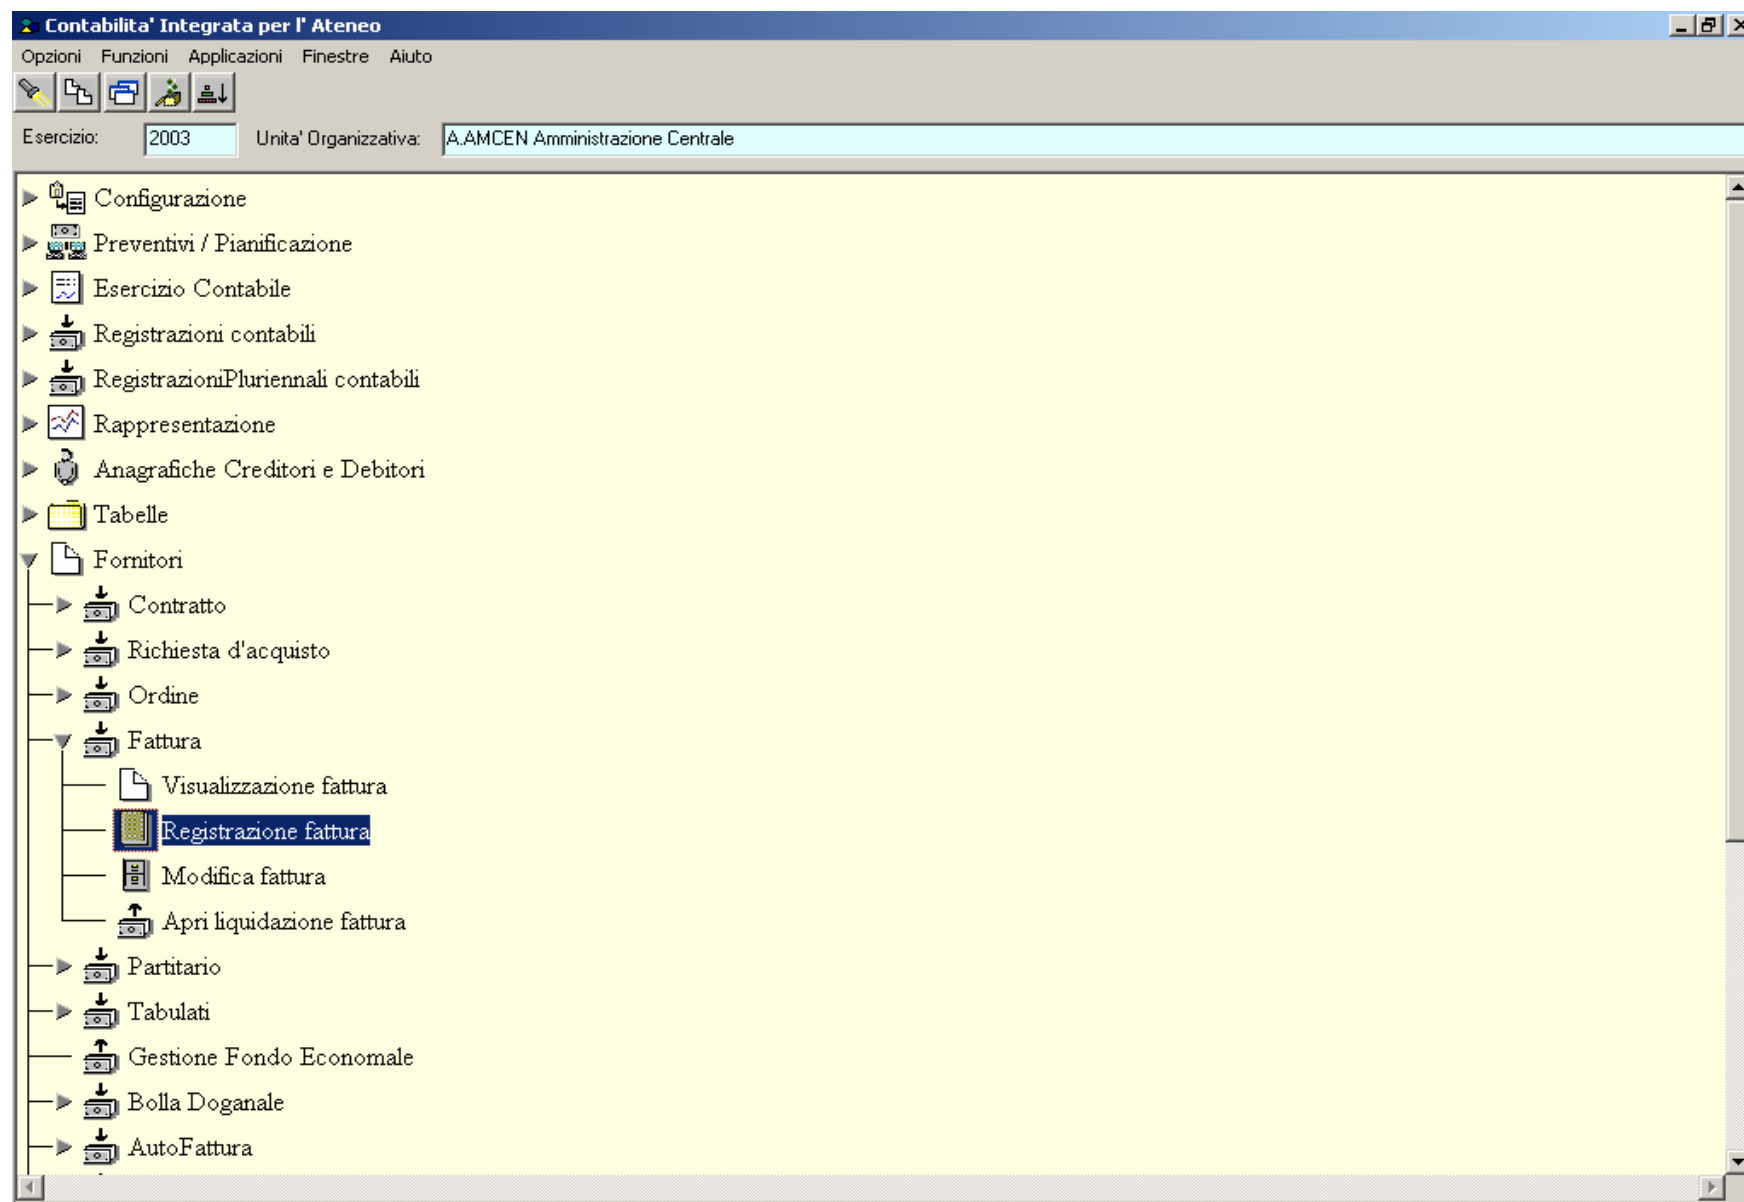 Contabilita' Integrata per l' Ateneo
Opzioni Funzioni Applicazioni Finestre Aiuto
Esercizio: 2003 Unita' Organizzativa: A.AMCEN Amministrazione Centrale
Configurazione
Preventivi / Pianificazione
Esercizio Contabile
Registrazioni contabili
RegistrazioniPluriennali contabili
Rappresentazione
Anagrafiche Creditori e Debitori
Tabelle
Fornitori
Contratto
Richiesta d'acquisto
Ordine
Fattura
Visualizzazione fattura
Registrazione fattura
Modifica fattura
Apri liquidazione fattura
Partitario
Tabulati
Gestione Fondo Economale
Bolla Doganale
AutoFattura